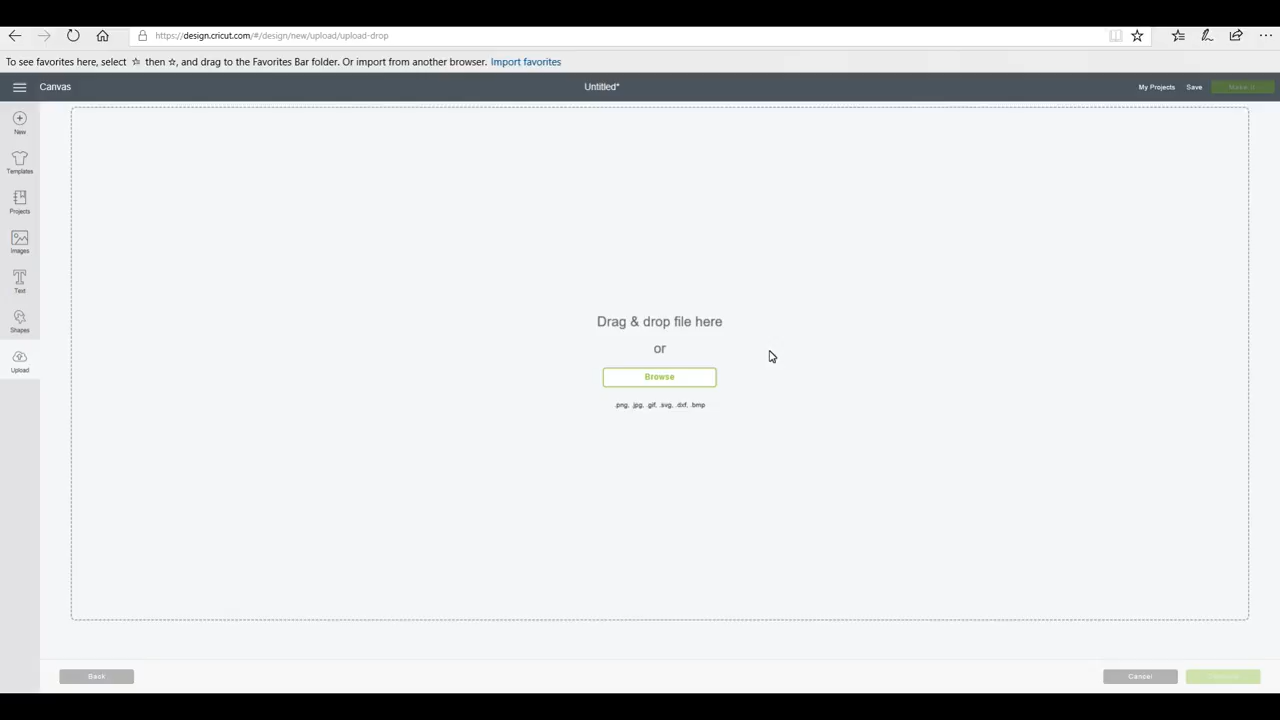 https://design.cricut.com/#/design/new/upload/upload-drop
To see favorites here, select ☆ then ☆, and drag to the Favorites Bar folder. Or import from another browser. Import favorites
Canvas
Untitled*
My Projects
Save
Make It
New
Templates
Projects
Images
Text
Shapes
Upload
Drag & drop file here
or
Browse
.png, .jpg, .gif, .svg, .dxf, .bmp
Back
Cancel